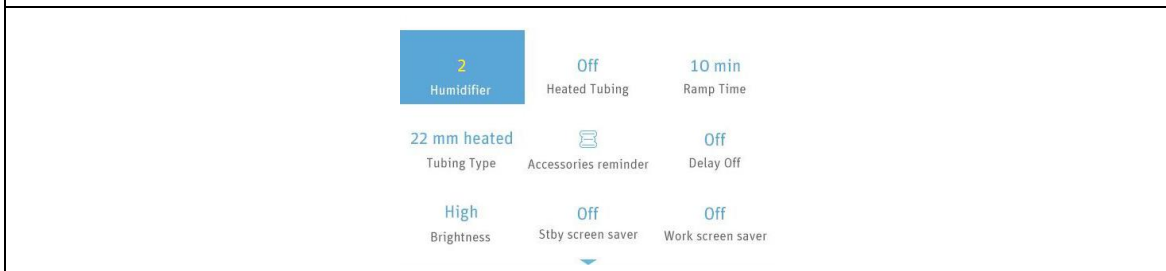 2 Off 10 min
Humidifier Heated Tubing Ramp Time
22 mm heated Off
Tubing Type Accessories reminder Delay Off
High Off Off
Brightness Stby screen saver Work screen saver